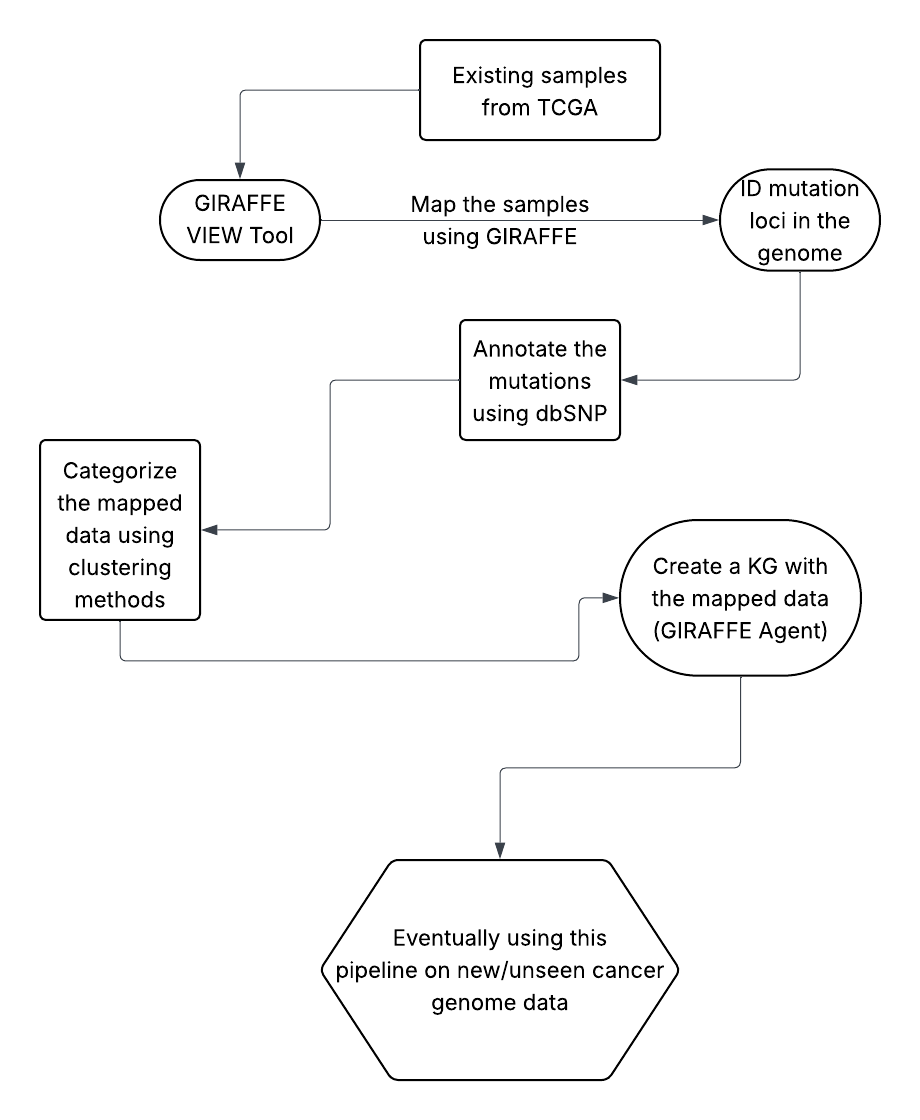 Existing samples
from TCGA
GIRAFFE
VIEW Tool
Map the samples
using GIRAFFE
ID mutation
loci in the
genome
Annotate the
mutations
using dbSNP
Categorize
the mapped
data using
clustering
methods
Create a KG with
the mapped data
(GIRAFFE Agent)
Eventually using this
pipeline on new/unseen cancer
genome data